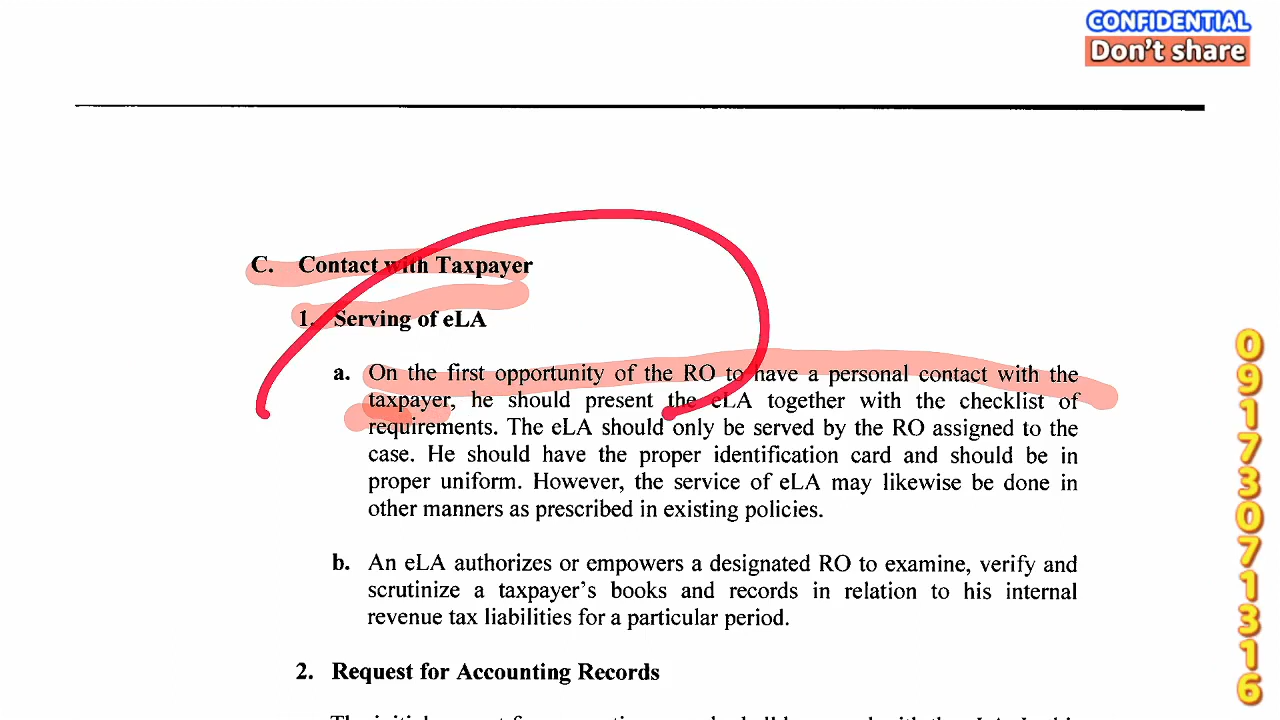 CONFIDENTIAL
Don't share
C. Contact with Taxpayer
1. Serving of eLA
a. On the first opportunity of the RO to have a personal contact with the
taxpayer, he should present the eLA together with the checklist of
requirements. The eLA should only be served by the RO assigned to the
case. He should have the proper identification card and should be in
proper uniform. However, the service of eLA may likewise be done in
other manners as prescribed in existing policies.
b. An eLA authorizes or empowers a designated RO to examine, verify and
scrutinize a taxpayer's books and records in relation to his internal
revenue tax liabilities for a particular period.
2. Request for Accounting Records
09173071316